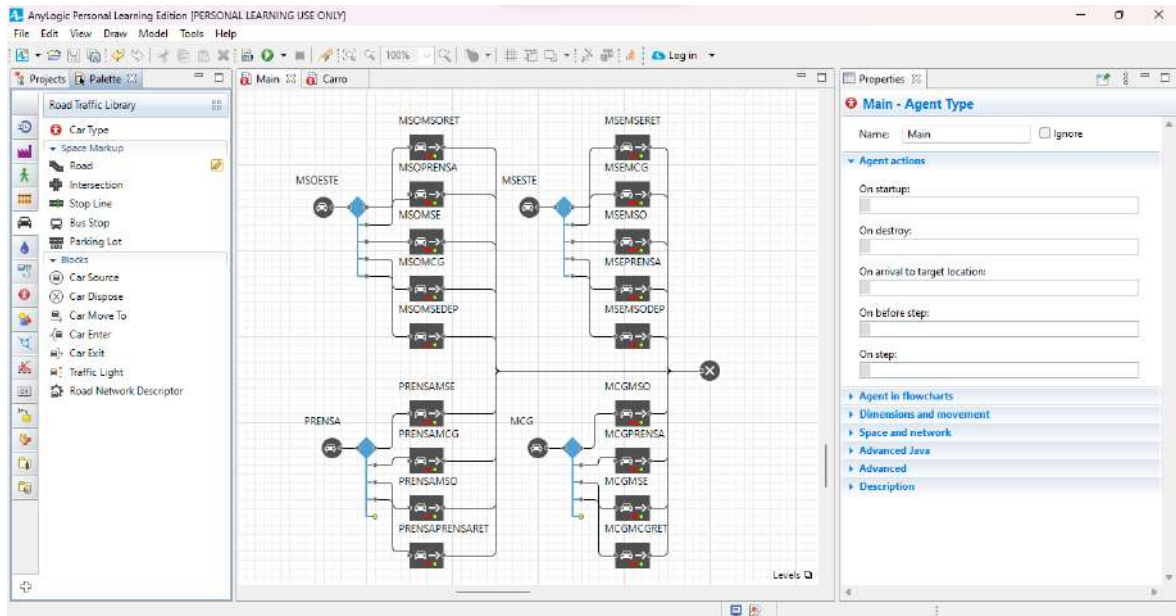 AnyLogic Personal Learning Edition [PERSONAL LEARNING USE ONLY]
File Edit View Draw Model Tools Help
100% Log in
Projects Palette Main Carro Properties
Road Traffic Library
Car Type
Space Markup
Road
Intersection
Stop Line
Bus Stop
Parking Lot
Blocks
Car Source
Car Dispose
Car Move To
Car Enter
Car Exit
Traffic Light
Road Network Descriptor
MSOMSORET
MSOPRENSA
MSOESTE
MSOMSE
MSOMCG
MSOMSEDEP
MSEMSERET
MSEMCG
MSESTE
MSEMSO
MSEPRENSA
MSEMSODEP
PRENSAMSE
PRENSA
PRENSAMCG
PRENSAMSO
PRENSAPRENSARET
MCGMSO
MCG
MCGPRENSA
MCGMSE
MCGMCGRET
Levels
Main - Agent Type
Name: Main Ignore
Agent actions
On startup:
On destroy:
On arrival to target location:
On before step:
On step:
Agent in flowcharts
Dimensions and movement
Space and network
Advanced Java
Advanced
Description